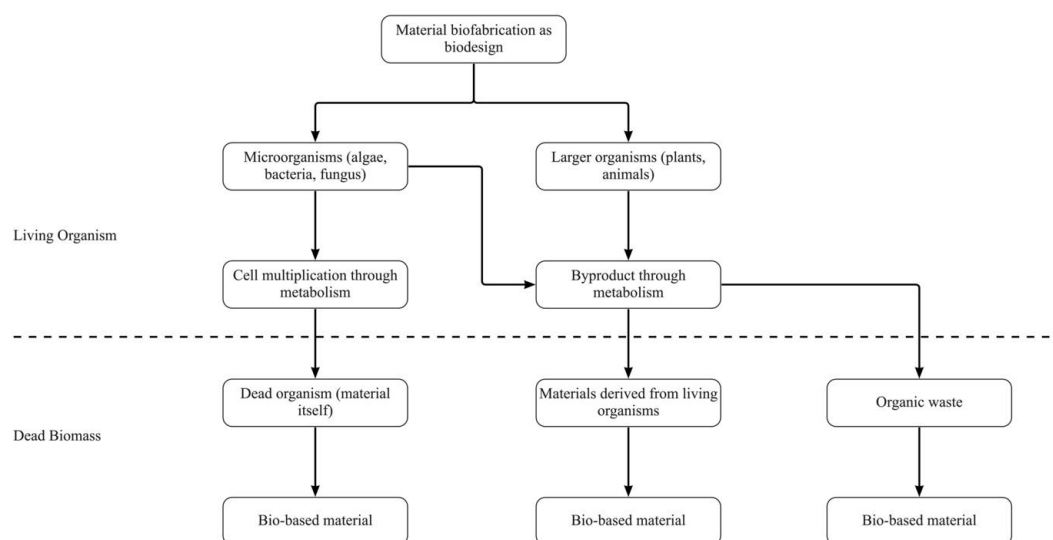 Material biofabrication as
biodesign
Microorganisms (algae,
bacteria, fungus)
Larger organisms (plants,
animals)
Living Organism
Cell multiplication through
metabolism
Byproduct through
metabolism
Dead organism (material
itself)
Materials derived from living
organisms
Organic waste
Dead Biomass
Bio-based material
Bio-based material
Bio-based material